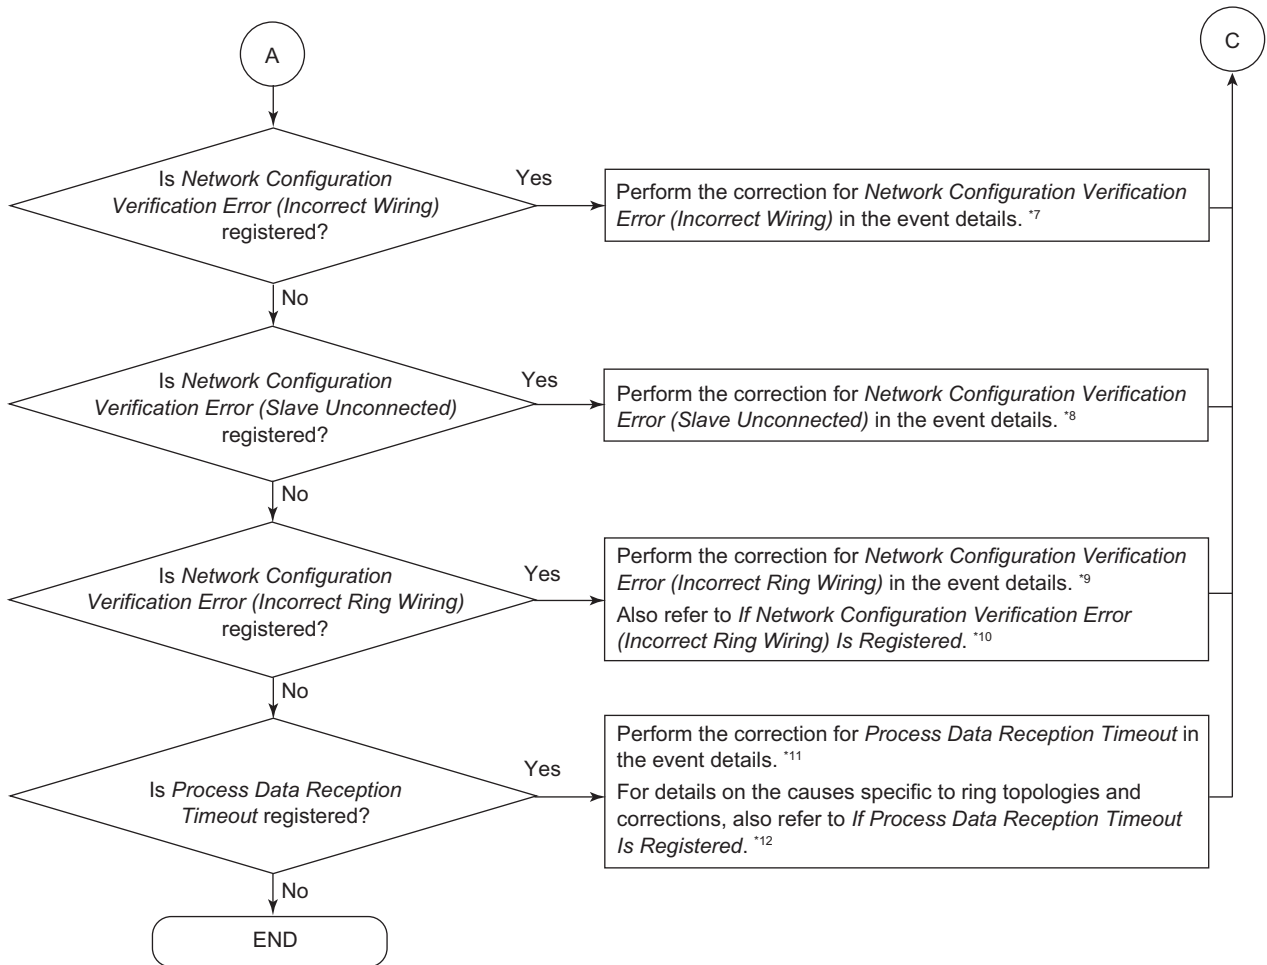 A
C
Is Network Configuration
Verification Error (Incorrect Wiring)
registered?
Yes
Perform the correction for Network Configuration Verification
Error (Incorrect Wiring) in the event details. *7
No
Is Network Configuration
Verification Error (Slave Unconnected)
registered?
Yes
Perform the correction for Network Configuration Verification
Error (Slave Unconnected) in the event details. *8
No
Is Network Configuration
Verification Error (Incorrect Ring Wiring)
registered?
Yes
Perform the correction for Network Configuration Verification
Error (Incorrect Ring Wiring) in the event details. *9
Also refer to If Network Configuration Verification Error
(Incorrect Ring Wiring) Is Registered. *10
No
Is Process Data Reception
Timeout registered?
Yes
Perform the correction for Process Data Reception Timeout in
the event details. *11
For details on the causes specific to ring topologies and
corrections, also refer to If Process Data Reception Timeout
Is Registered. *12
No
END